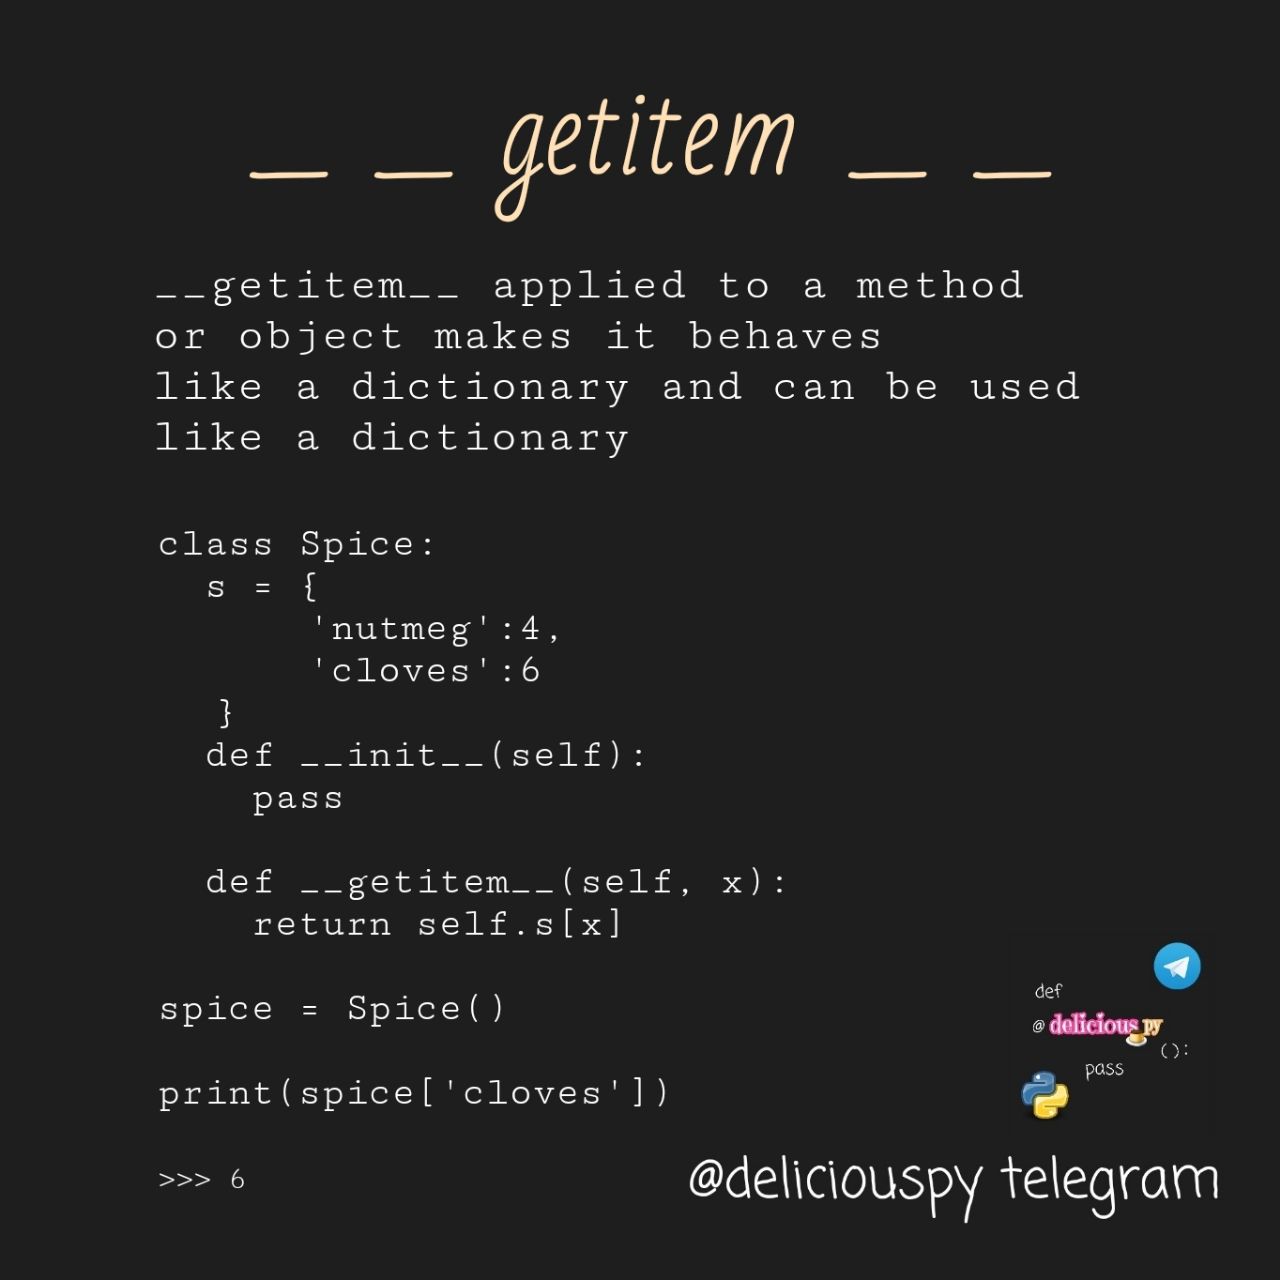 _ _ getitem _ _
__getitem__ applied to a method
or object makes it behaves
like a dictionary and can be used
like a dictionary
class Spice:
  s = {
      'nutmeg':4,
      'cloves':6
  }
  def __init__(self):
    pass
  def __getitem__(self, x):
    return self.s[x]
spice = Spice()
print(spice['cloves'])
>>> 6
def
@delicious py
():
pass
@deliciouspy telegram